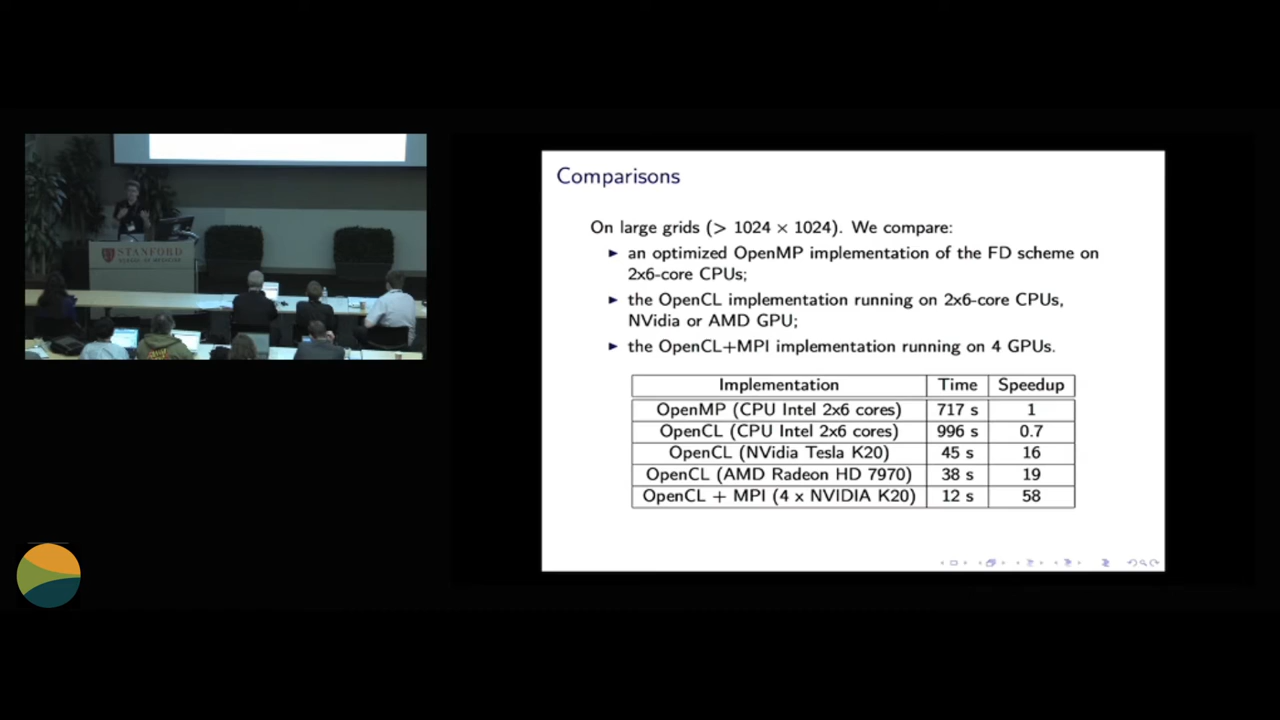 STANFORD
SCHOOL OF MEDICINE
Comparisons
On large grids (> 1024 × 1024). We compare:
▶ an optimized OpenMP implementation of the FD scheme on
2x6-core CPUs;
▶ the OpenCL implementation running on 2x6-core CPUs,
NVidia or AMD GPU;
▶ the OpenCL+MPI implementation running on 4 GPUs.
Implementation Time Speedup
OpenMP (CPU Intel 2x6 cores) 717 s 1
OpenCL (CPU Intel 2x6 cores) 996 s 0.7
OpenCL (NVidia Tesla K20) 45 s 16
OpenCL (AMD Radeon HD 7970) 38 s 19
OpenCL + MPI (4 x NVIDIA K20) 12 s 58